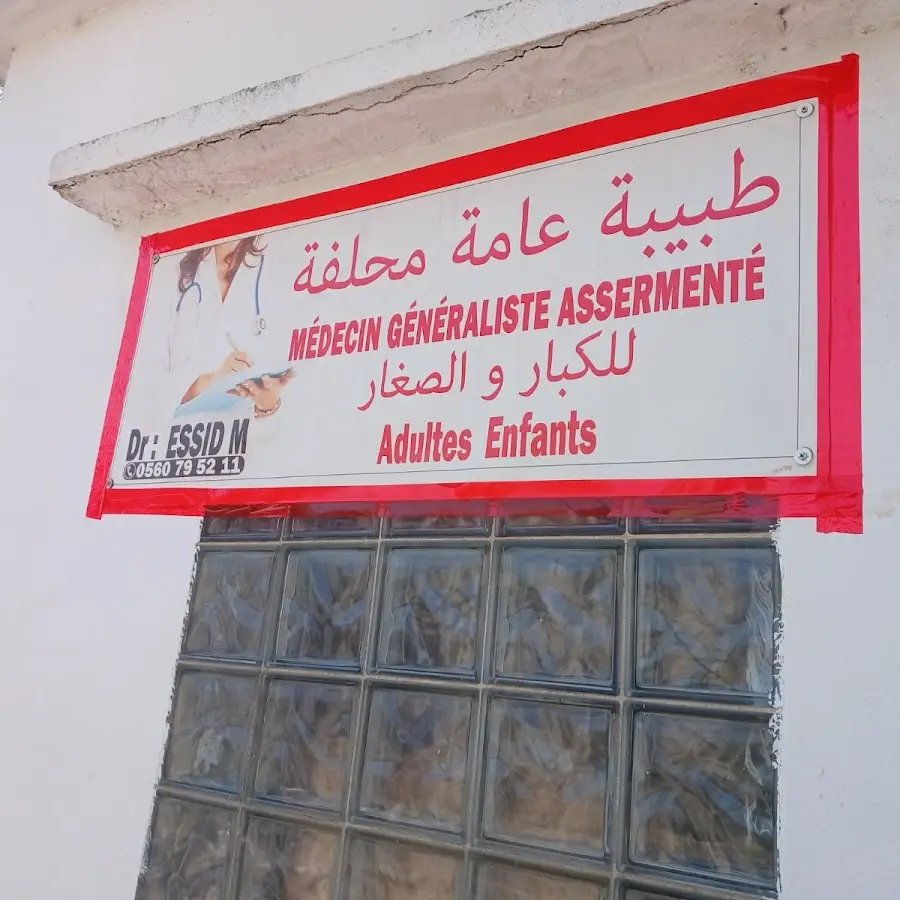 طبيبة عامة محلفة
MÉDECIN GÉNÉRALISTE ASSERMENTÉ
للكبار و الصغار
Adultes Enfants
Dr : ESSID M
0560 79 52 11